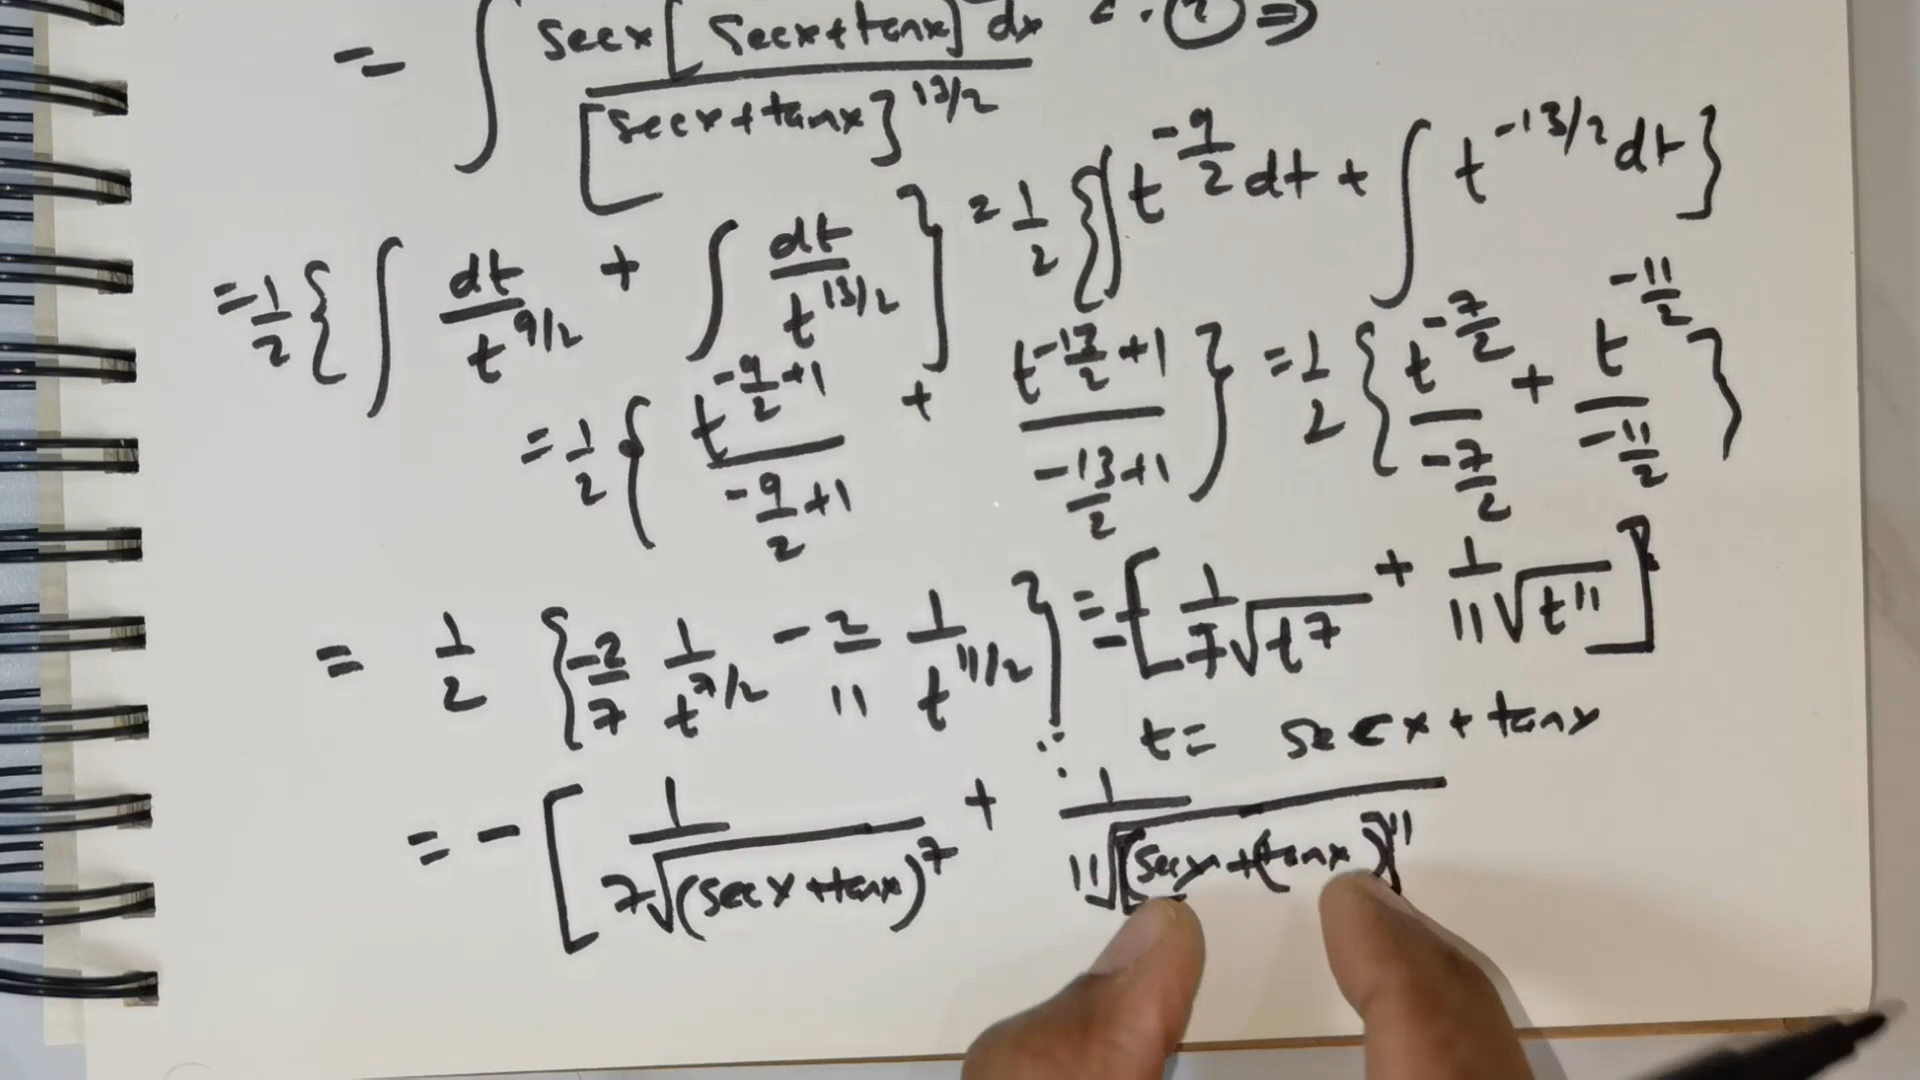 = ∫ secx[secx+tanx] dx / [secx+tanx]^13/2 ②⇒
=1/2 { ∫ dt/t^9/2 + ∫ dt/t^13/2 } = 1/2 { ∫ t^-9/2 dt + ∫ t^-13/2 dt }
=1/2 { t^-9/2+1 / -9/2+1 + t^-13/2+1 / -13/2+1 } =1/2 { t^-7/2 / -7/2 + t^-11/2 / -11/2 }
= 1/2 { -2/7 1/t^7/2 - 2/11 1/t^11/2 } = -[ 1/7√t^7 + 1/11√t^11 ]
∴ t = secx + tanx
= - [ 1/7√(secx+tanx)^7 + 1/11√(secx+tanx)^11